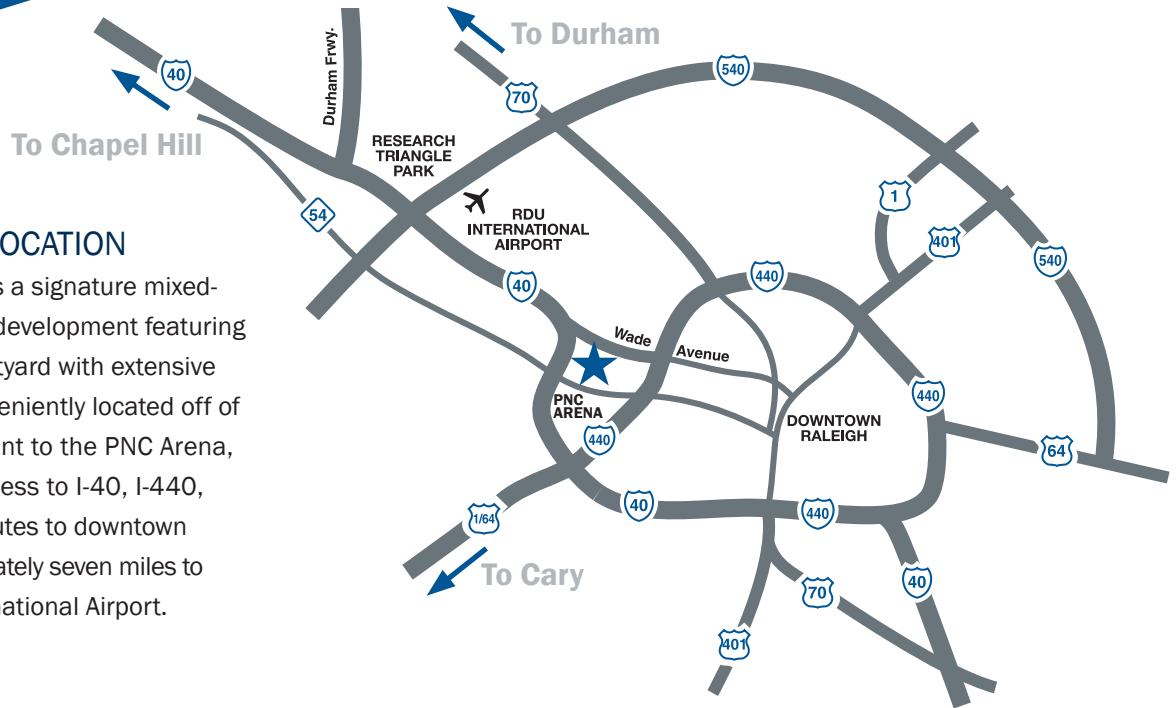 To Durham
40
Durham Frwy.
540
70
To Chapel Hill
RESEARCH
TRIANGLE
PARK
1
54
RDU
INTERNATIONAL
AIRPORT
401
OCATION
540
440
40
s a signature mixed-
development featuring
Wade Avenue
tyard with extensive
eniently located off of
PNC
ARENA
440
DOWNTOWN
RALEIGH
nt to the PNC Arena,
440
64
ess to I-40, I-440,
40
440
1/64
utes to downtown
ately seven miles to
To Cary
40
70
national Airport.
401